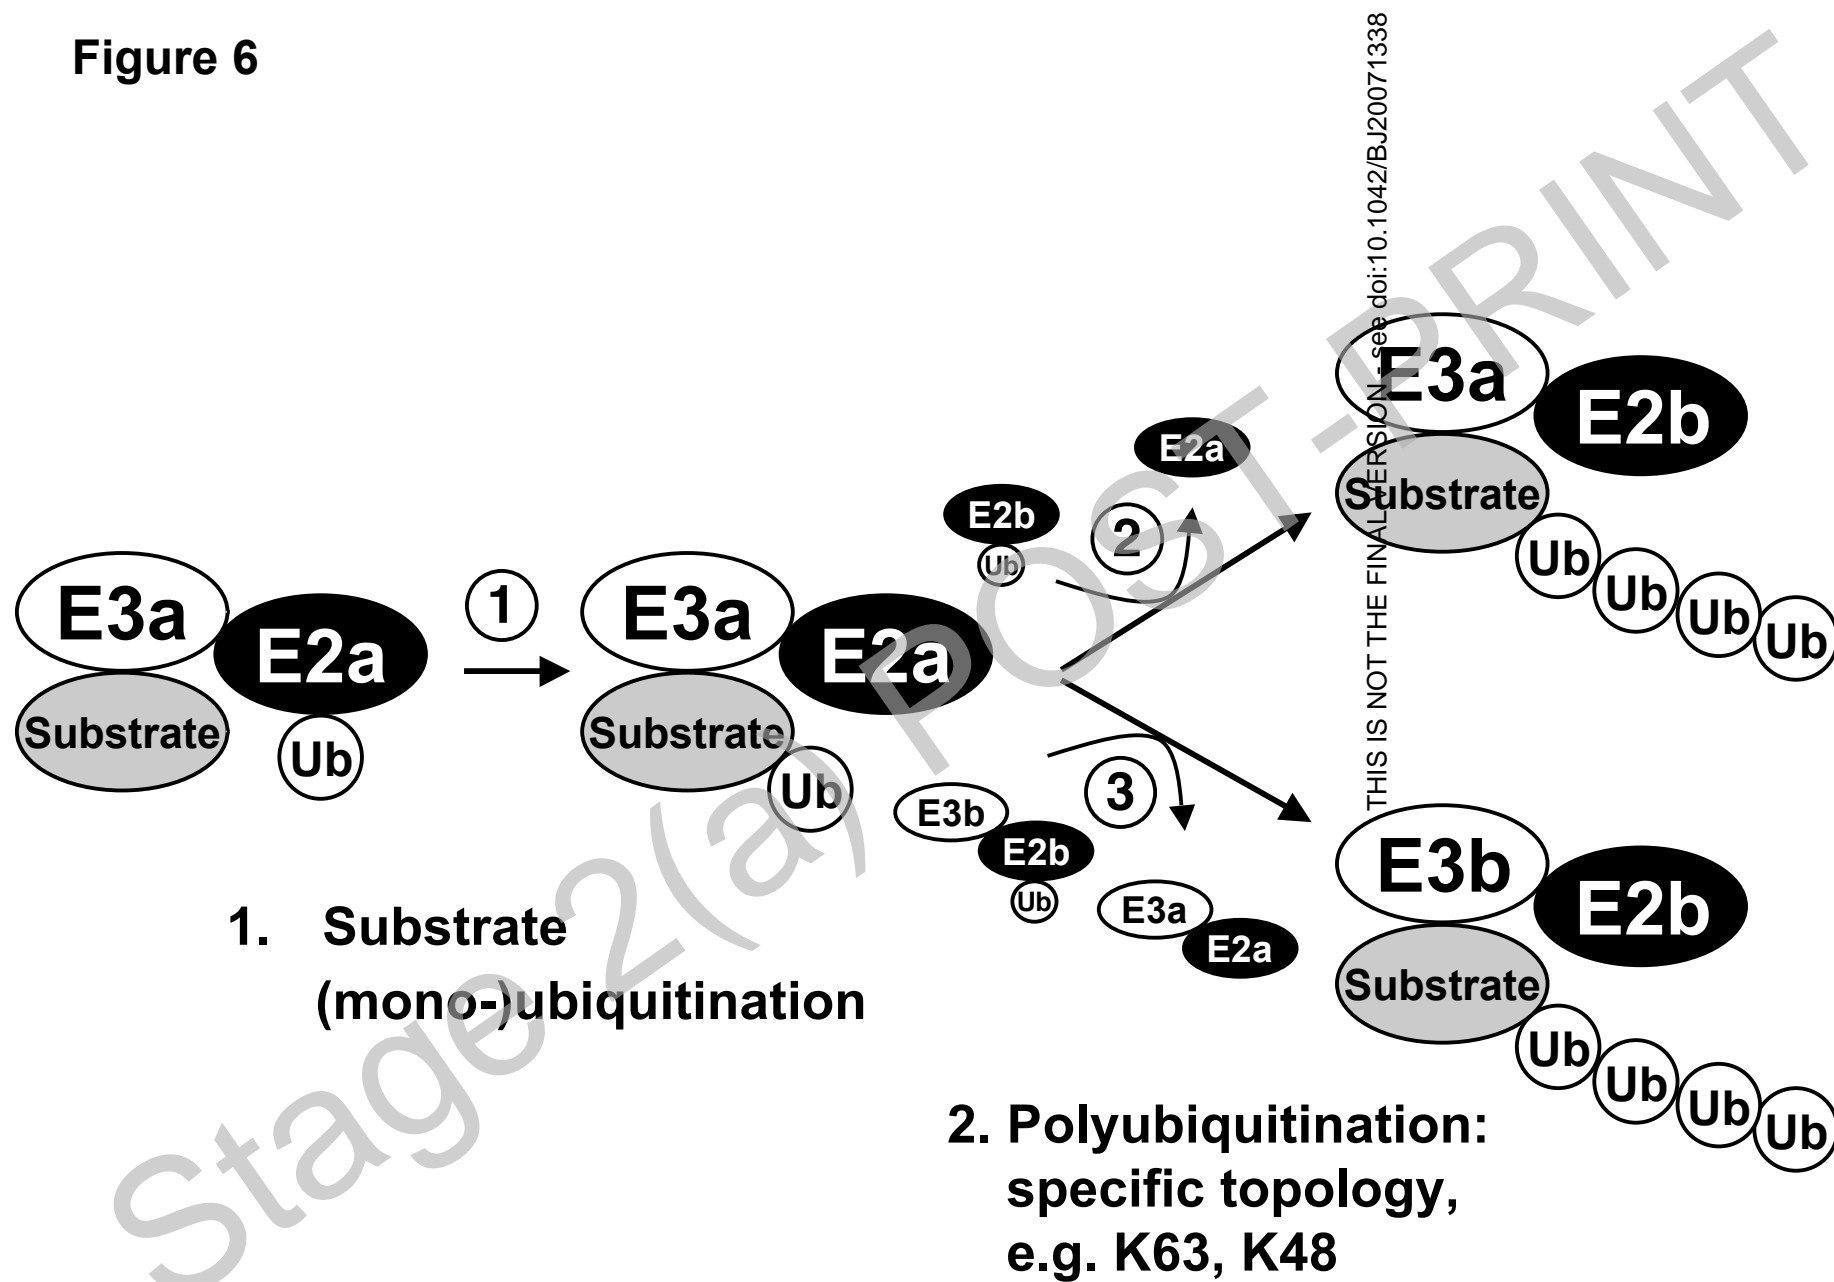 Figure 6
THIS IS NOT THE FINAL VERSION - see doi:10.1042/BJ20071338
Stage 2(a) POST-PRINT
E3a
E2a
Substrate
Ub
1
E3a
E2a
Substrate
Ub
E2b
Ub
2
E2a
E3b
E2b
Ub
3
E3a
E2a
E3a
E2b
Substrate
Ub
Ub
Ub
Ub
E3b
E2b
Substrate
Ub
Ub
Ub
Ub
1. Substrate
(mono-)ubiquitination
2. Polyubiquitination:
specific topology,
e.g. K63, K48